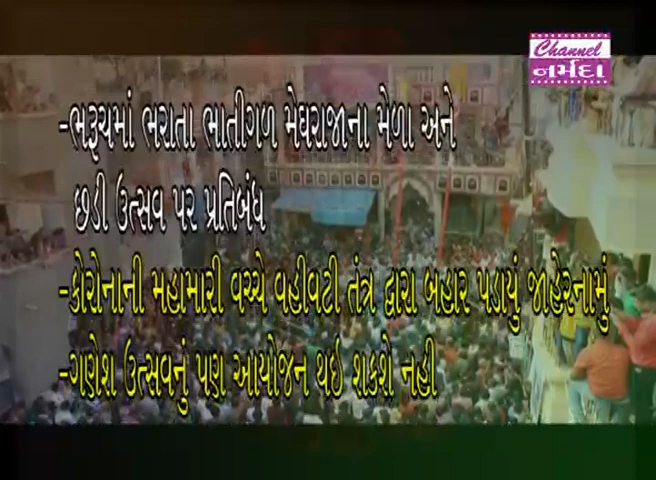 Channel
નર્મદા
-ભરૂચમાં ભરાતા ભાતીગળ મેઘરાજાના મેળા અને
છડી ઉત્સવ પર પ્રતિબંધ
-કોરોનાની મહામારી વચ્ચે વહીવટી તંત્ર દ્વારા બહાર પડાયું જાહેરનામું
-ગણેશ ઉત્સવનું પણ આયોજન થઇ શકશે નહી